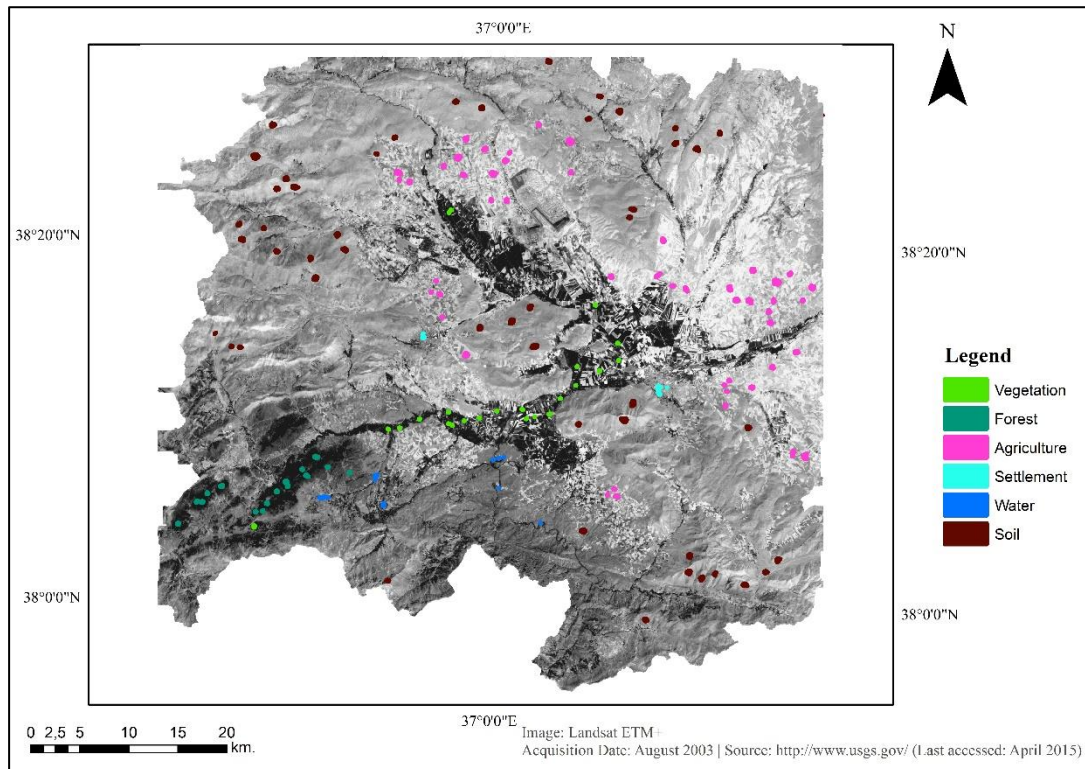 37°0'0"E
N
38°20'0"N
38°20'0"N
Legend
Vegetation
Forest
Agriculture
Settlement
Water
Soil
38°0'0"N
38°0'0"N
37°0'0"E
0 2,5 5 10 15 20
km.
Image: Landsat ETM+
Acquisition Date: August 2003 | Source: http://www.usgs.gov/ (Last accessed: April 2015)